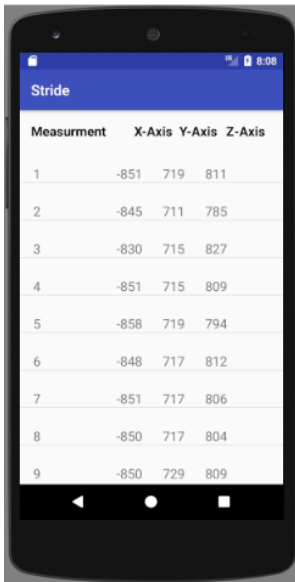 8:08
Stride
Measurment X-Axis Y-Axis Z-Axis
1 -851 719 811
2 -845 711 785
3 -830 715 827
4 -851 715 809
5 -858 719 794
6 -848 717 812
7 -851 717 806
8 -850 717 804
9 -850 729 809